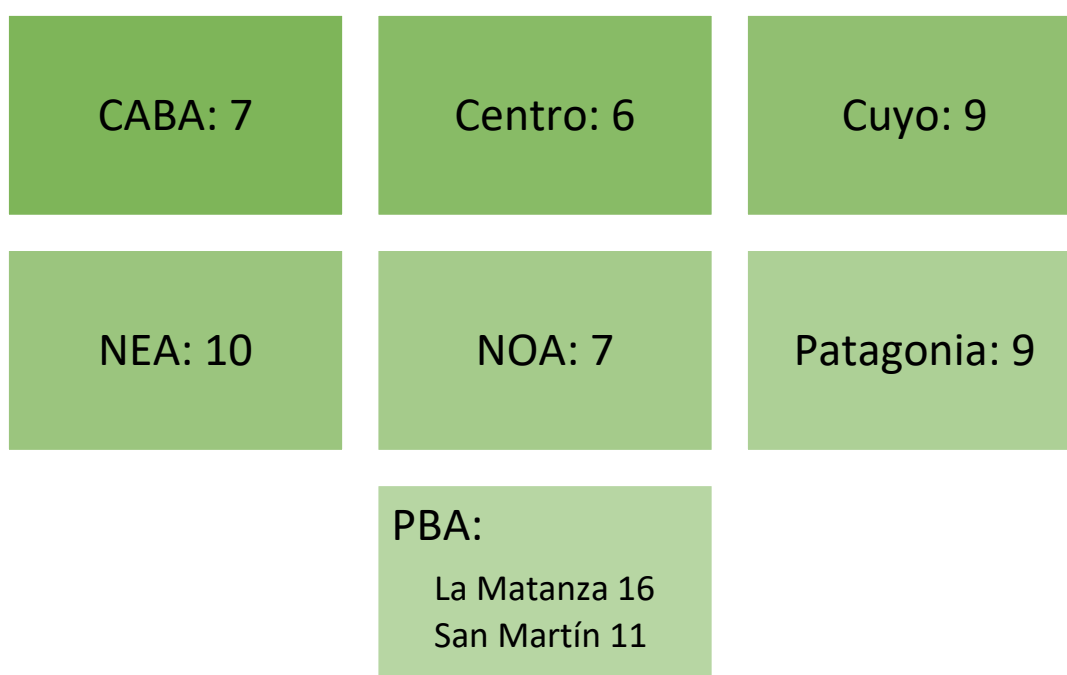 CABA: 7
Centro: 6
Cuyo: 9
NEA: 10
NOA: 7
Patagonia: 9
PBA:
La Matanza 16
San Martín 11